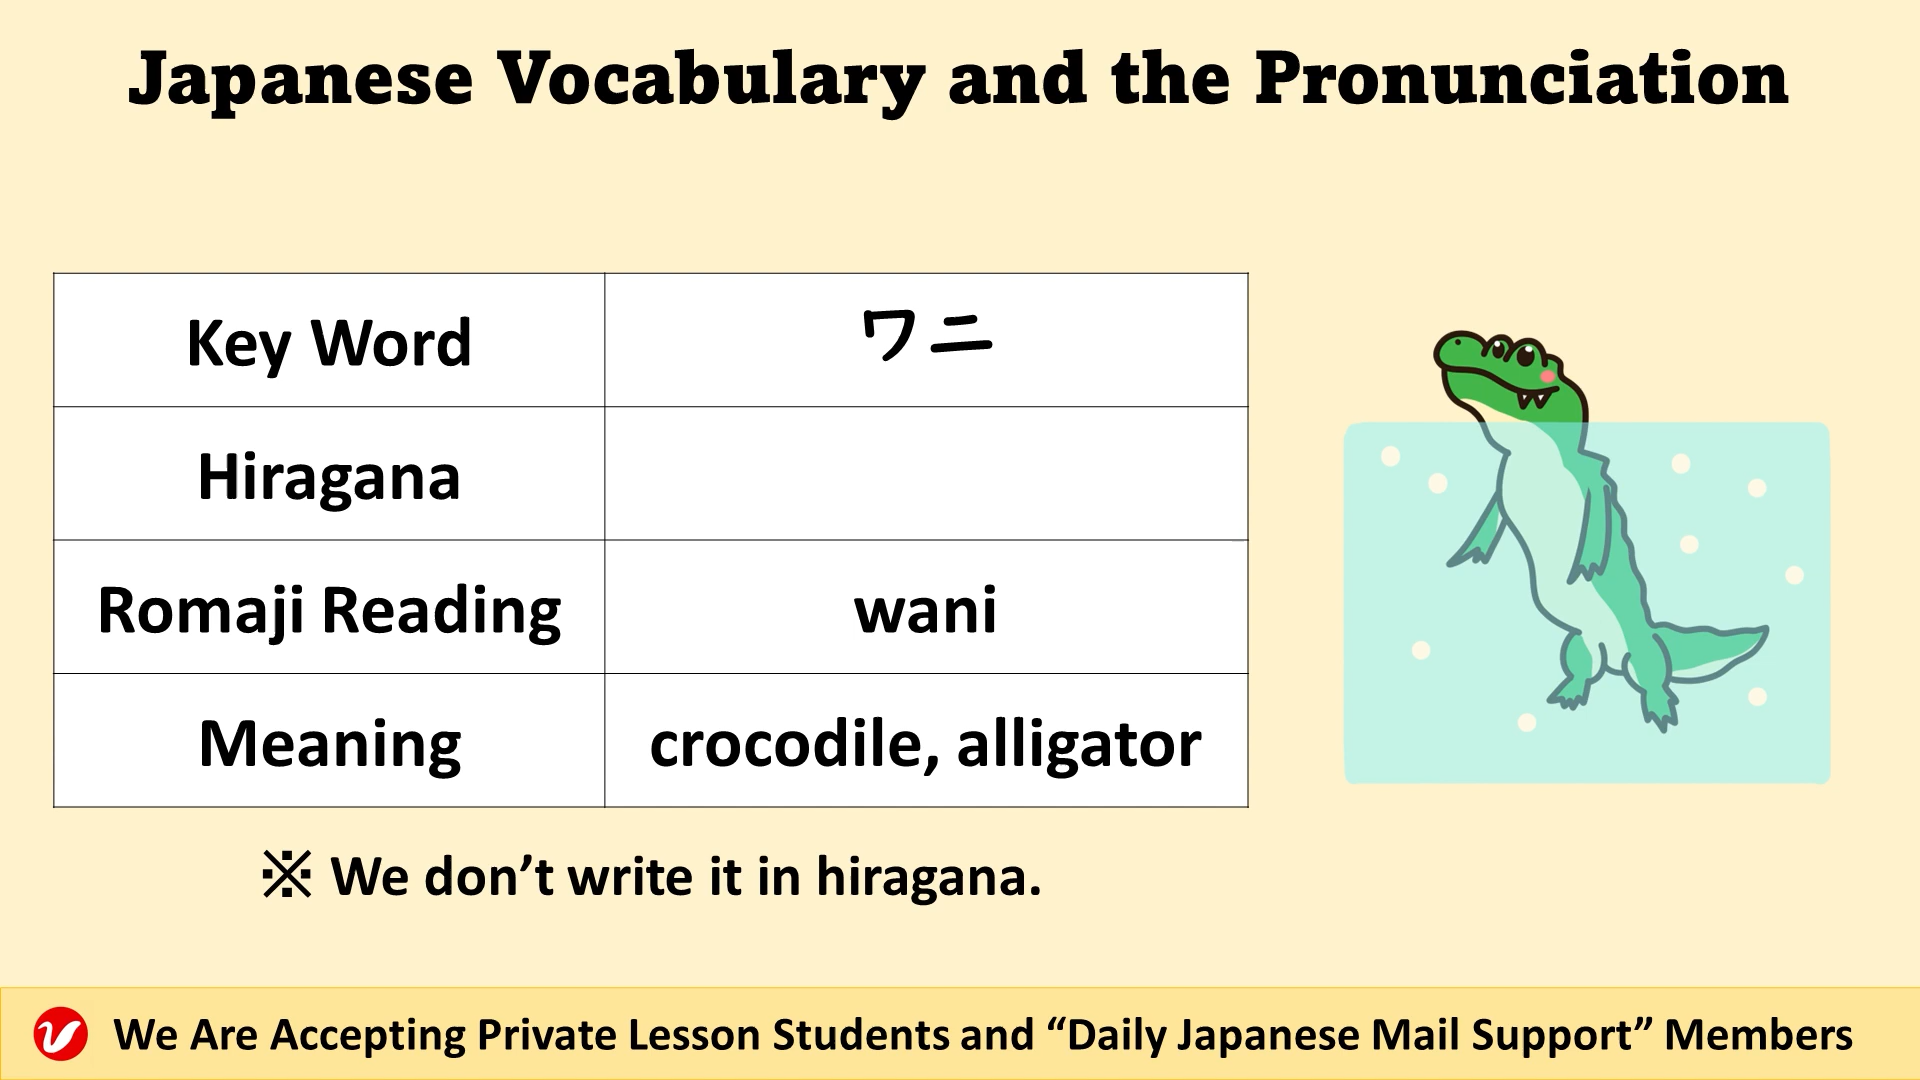 Japanese Vocabulary and the Pronunciation
Key Word ワニ
Hiragana
Romaji Reading wani
Meaning crocodile, alligator
※ We don’t write it in hiragana.
We Are Accepting Private Lesson Students and “Daily Japanese Mail Support” Members